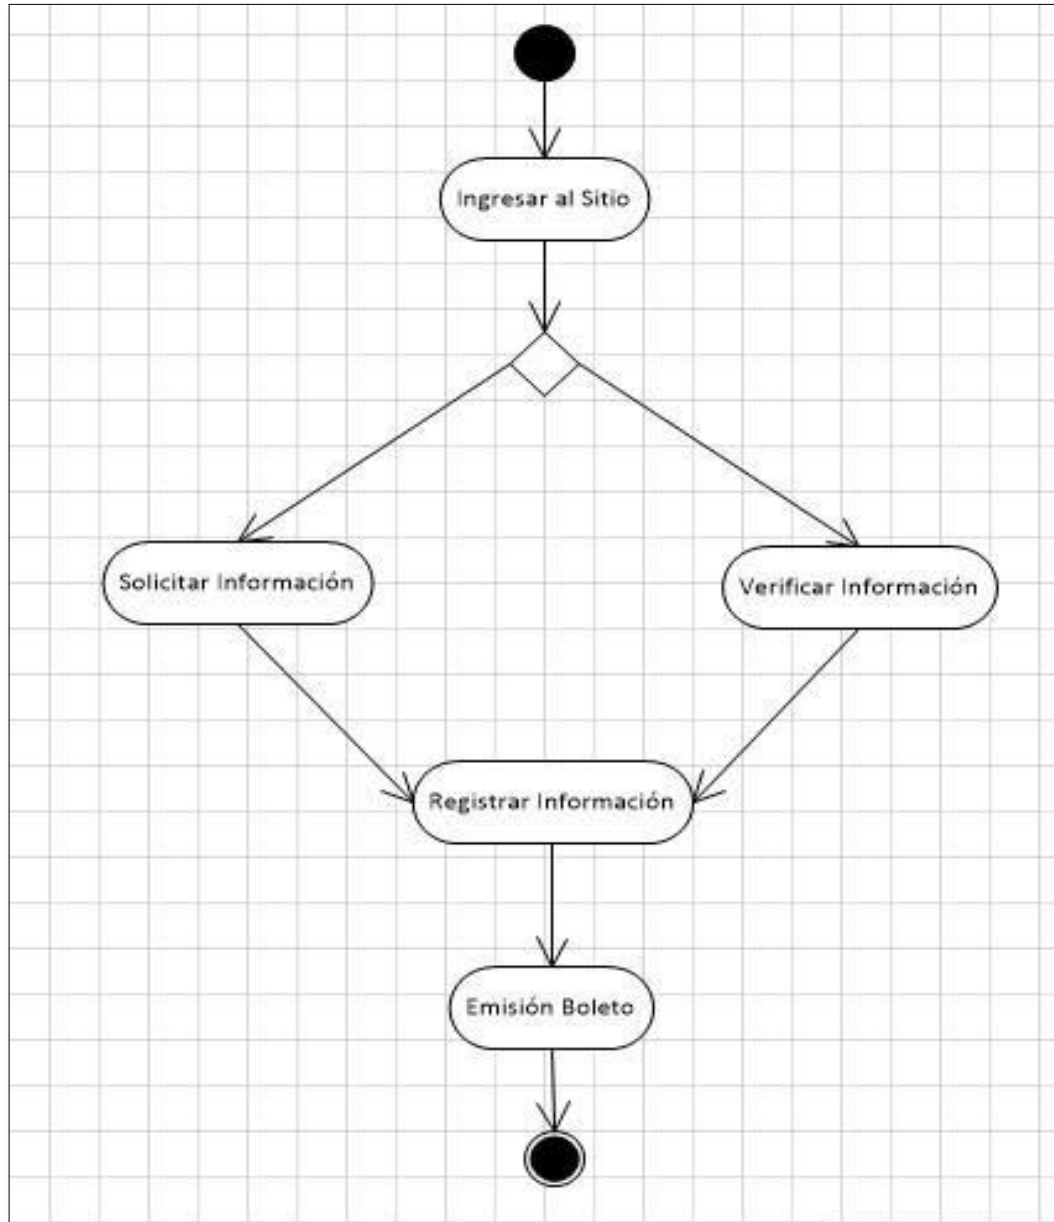 Ingresar al Sitio
Solicitar Información
Verificar Información
Registrar Información
Emisión Boleto